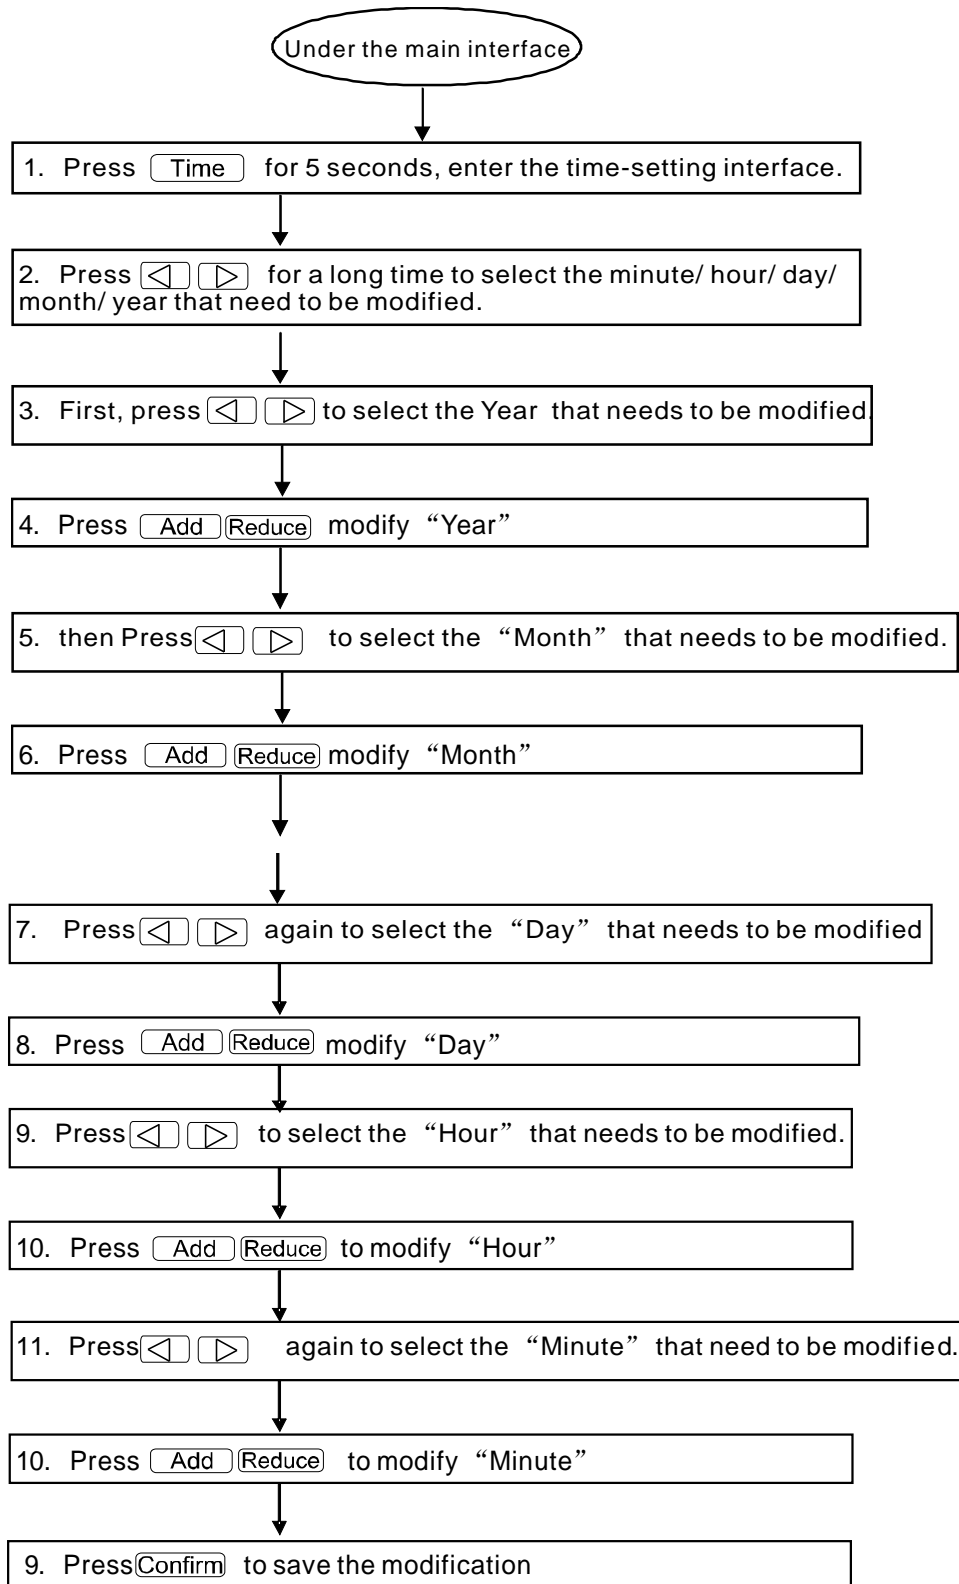 Under the main interface
1. Press Time for 5 seconds, enter the time-setting interface.
2. Press for a long time to select the minute/ hour/ day/
month/ year that need to be modified.
3. First, press to select the Year that needs to be modified.
4. Press Add Reduce modify “Year”
5. then Press to select the “Month” that needs to be modified.
6. Press Add Reduce modify “Month”
7. Press again to select the “Day” that needs to be modified
8. Press Add Reduce modify “Day”
9. Press to select the “Hour” that needs to be modified.
10. Press Add Reduce to modify “Hour”
11. Press again to select the “Minute” that need to be modified.
10. Press Add Reduce to modify “Minute”
9. Press Confirm to save the modification